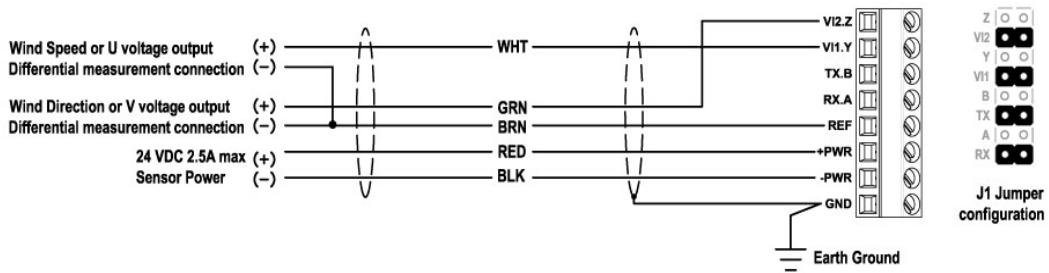 Wind Speed or U voltage output (+) WHT VI1.Y
Differential measurement connection (–)
Wind Direction or V voltage output (+) GRN VI2.Z
Differential measurement connection (–) BRN REF
24 VDC 2.5A max (+) RED +PWR
Sensor Power (–) BLK -PWR
TX.B
RX.A
GND
Earth Ground
Z
VI2
Y
VI1
B
TX
A
RX
J1 Jumper
configuration